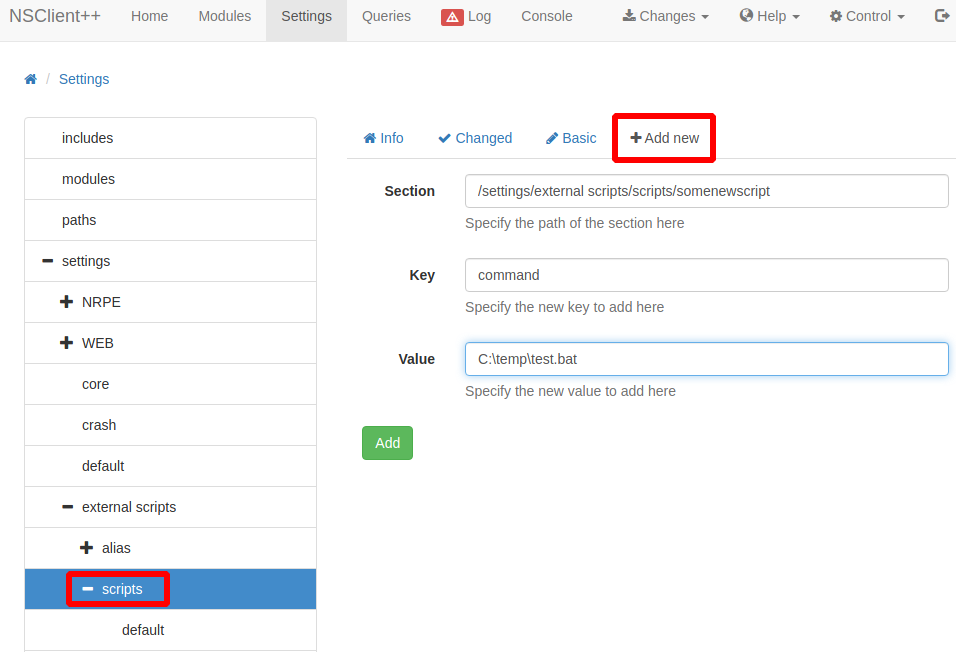 NSClient++ Home Modules Settings Queries Log Console Changes Help Control
/ Settings
includes
modules
paths
settings
NRPE
WEB
core
crash
default
external scripts
alias
scripts
default
Info Changed Basic Add new
Section /settings/external scripts/scripts/somenewscript
Specify the path of the section here
Key command
Specify the new key to add here
Value C:\temp\test.bat
Specify the new value to add here
Add